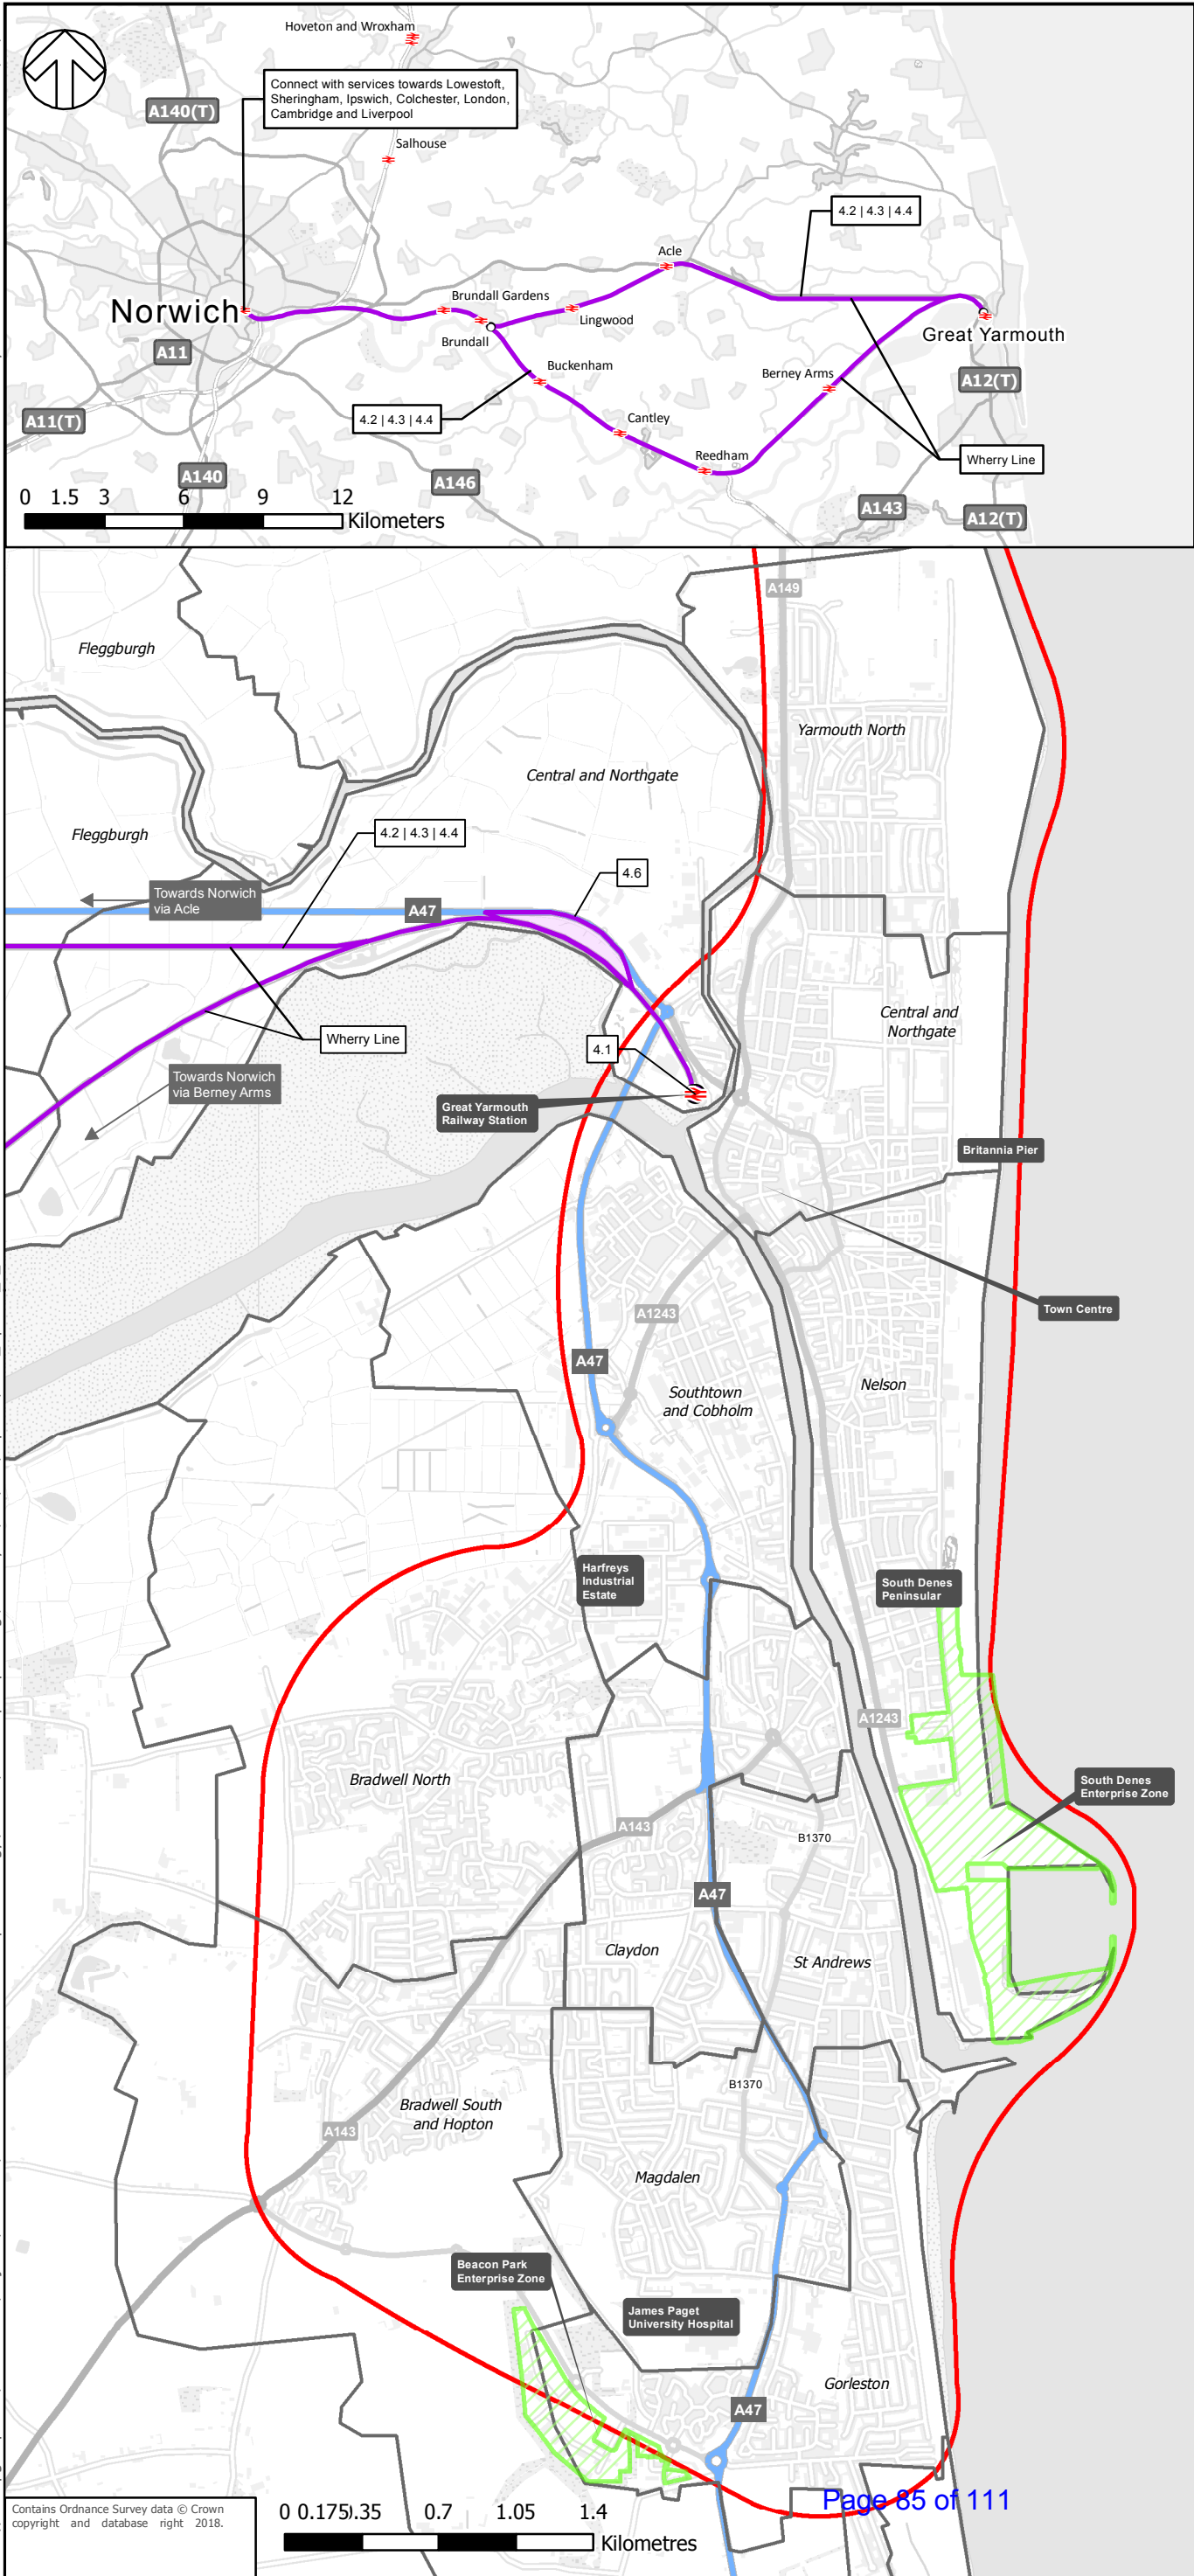 Hoveton and Wroxham
Connect with services towards Lowestoft,
Sheringham, Ipswich, Colchester, London,
Cambridge and Liverpool
A140(T)
Salhouse
4.2 | 4.3 | 4.4
Acle
Brundall Gardens
Norwich
Lingwood
Great Yarmouth
Brundall
A11
Buckenham
Berney Arms
A12(T)
A11(T)
4.2 | 4.3 | 4.4
Cantley
Reedham
Wherry Line
A140
A146
A143
A12(T)
0 1.5 3 6 9 12
Kilometers
A149
Fleggburgh
Yarmouth North
Central and Northgate
Fleggburgh
4.2 | 4.3 | 4.4
4.6
Towards Norwich
via Acle
A47
Central and
Northgate
Wherry Line
4.1
Towards Norwich
via Berney Arms
Great Yarmouth
Railway Station
Britannia Pier
Town Centre
A1243
A47
Nelson
Southtown
and Cobholm
Harfreys
Industrial
Estate
South Denes
Peninsular
A1243
Bradwell North
South Denes
Enterprise Zone
A143
B1370
A47
Claydon
St Andrews
B1370
Bradwell South
and Hopton
A143
Magdalen
Beacon Park
Enterprise Zone
James Paget
University Hospital
Gorleston
A47
Page 85 of 111
Contains Ordnance Survey data © Crown
copyright and database right 2018.
0 0.175 0.35 0.7 1.05 1.4
Kilometres